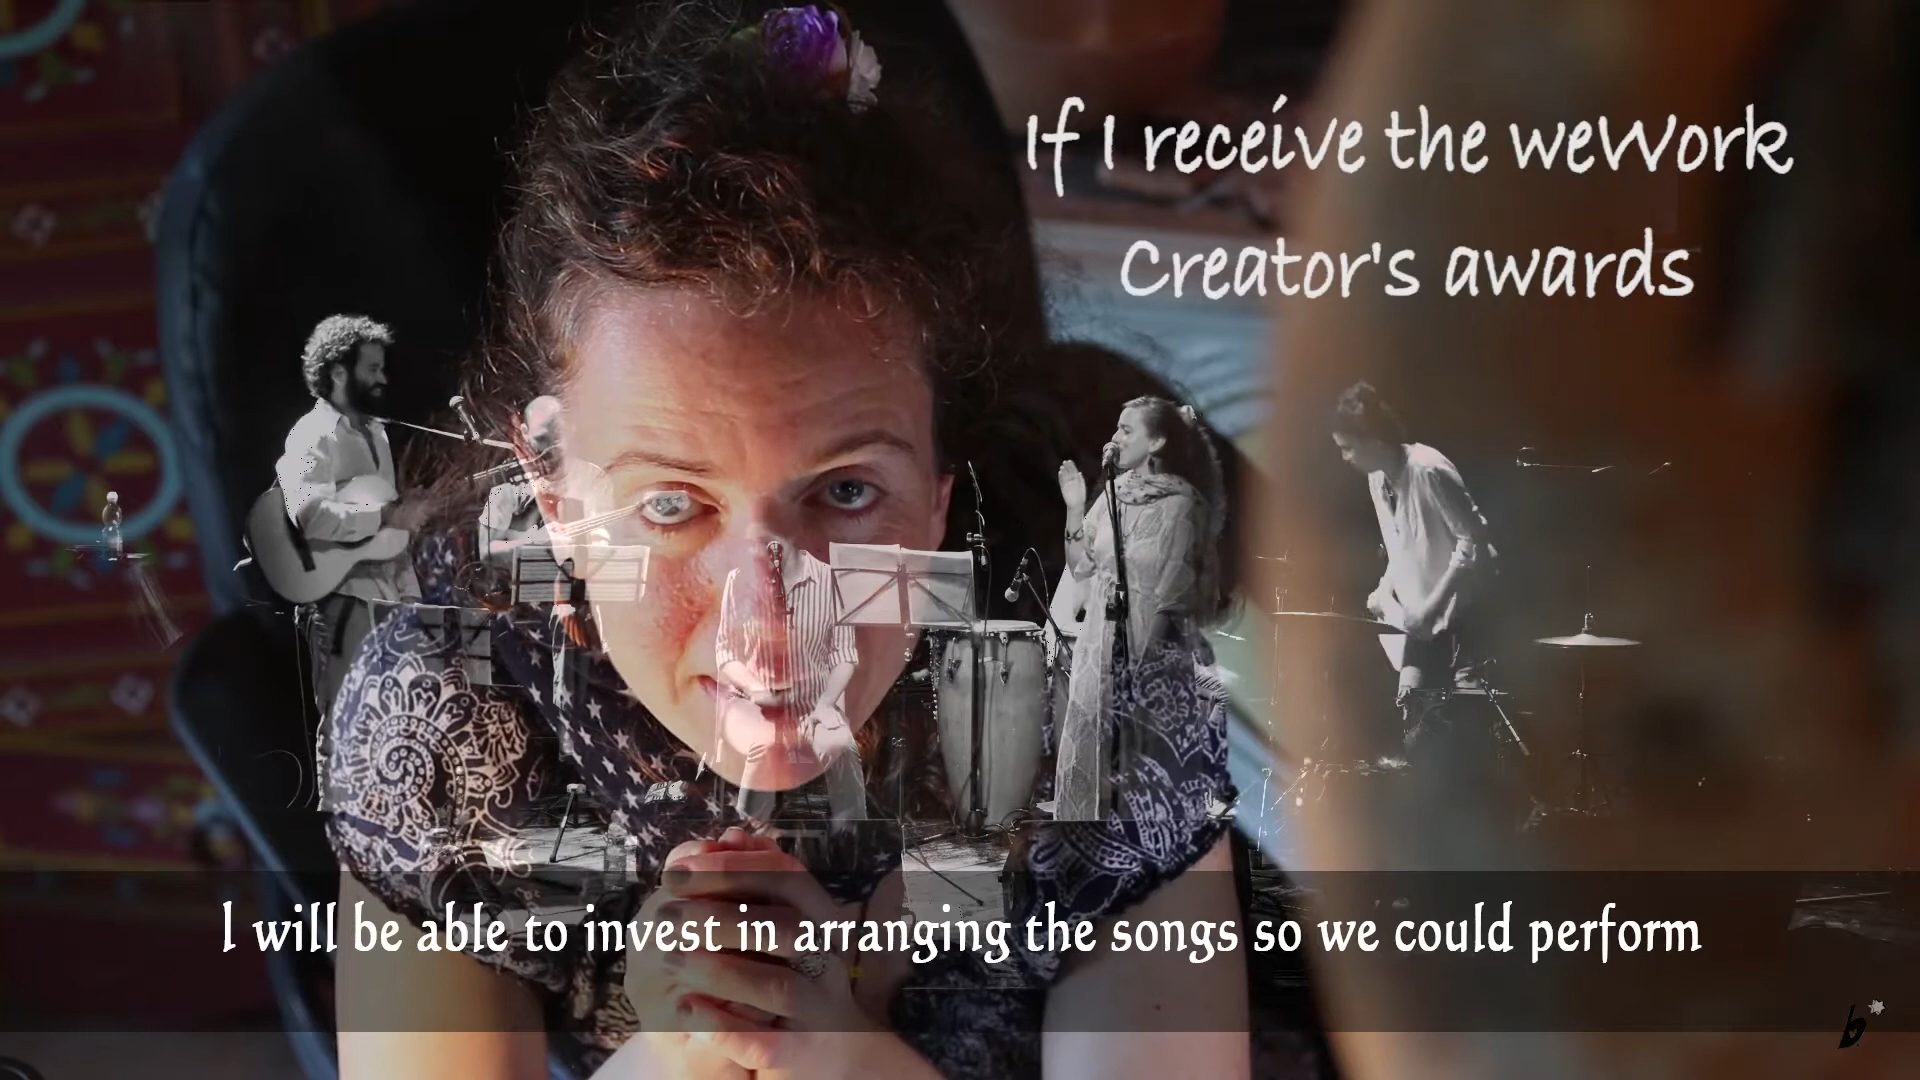 If I receive the weWork
Creator's awards
I will be able to invest in arranging the songs so we could perform
b